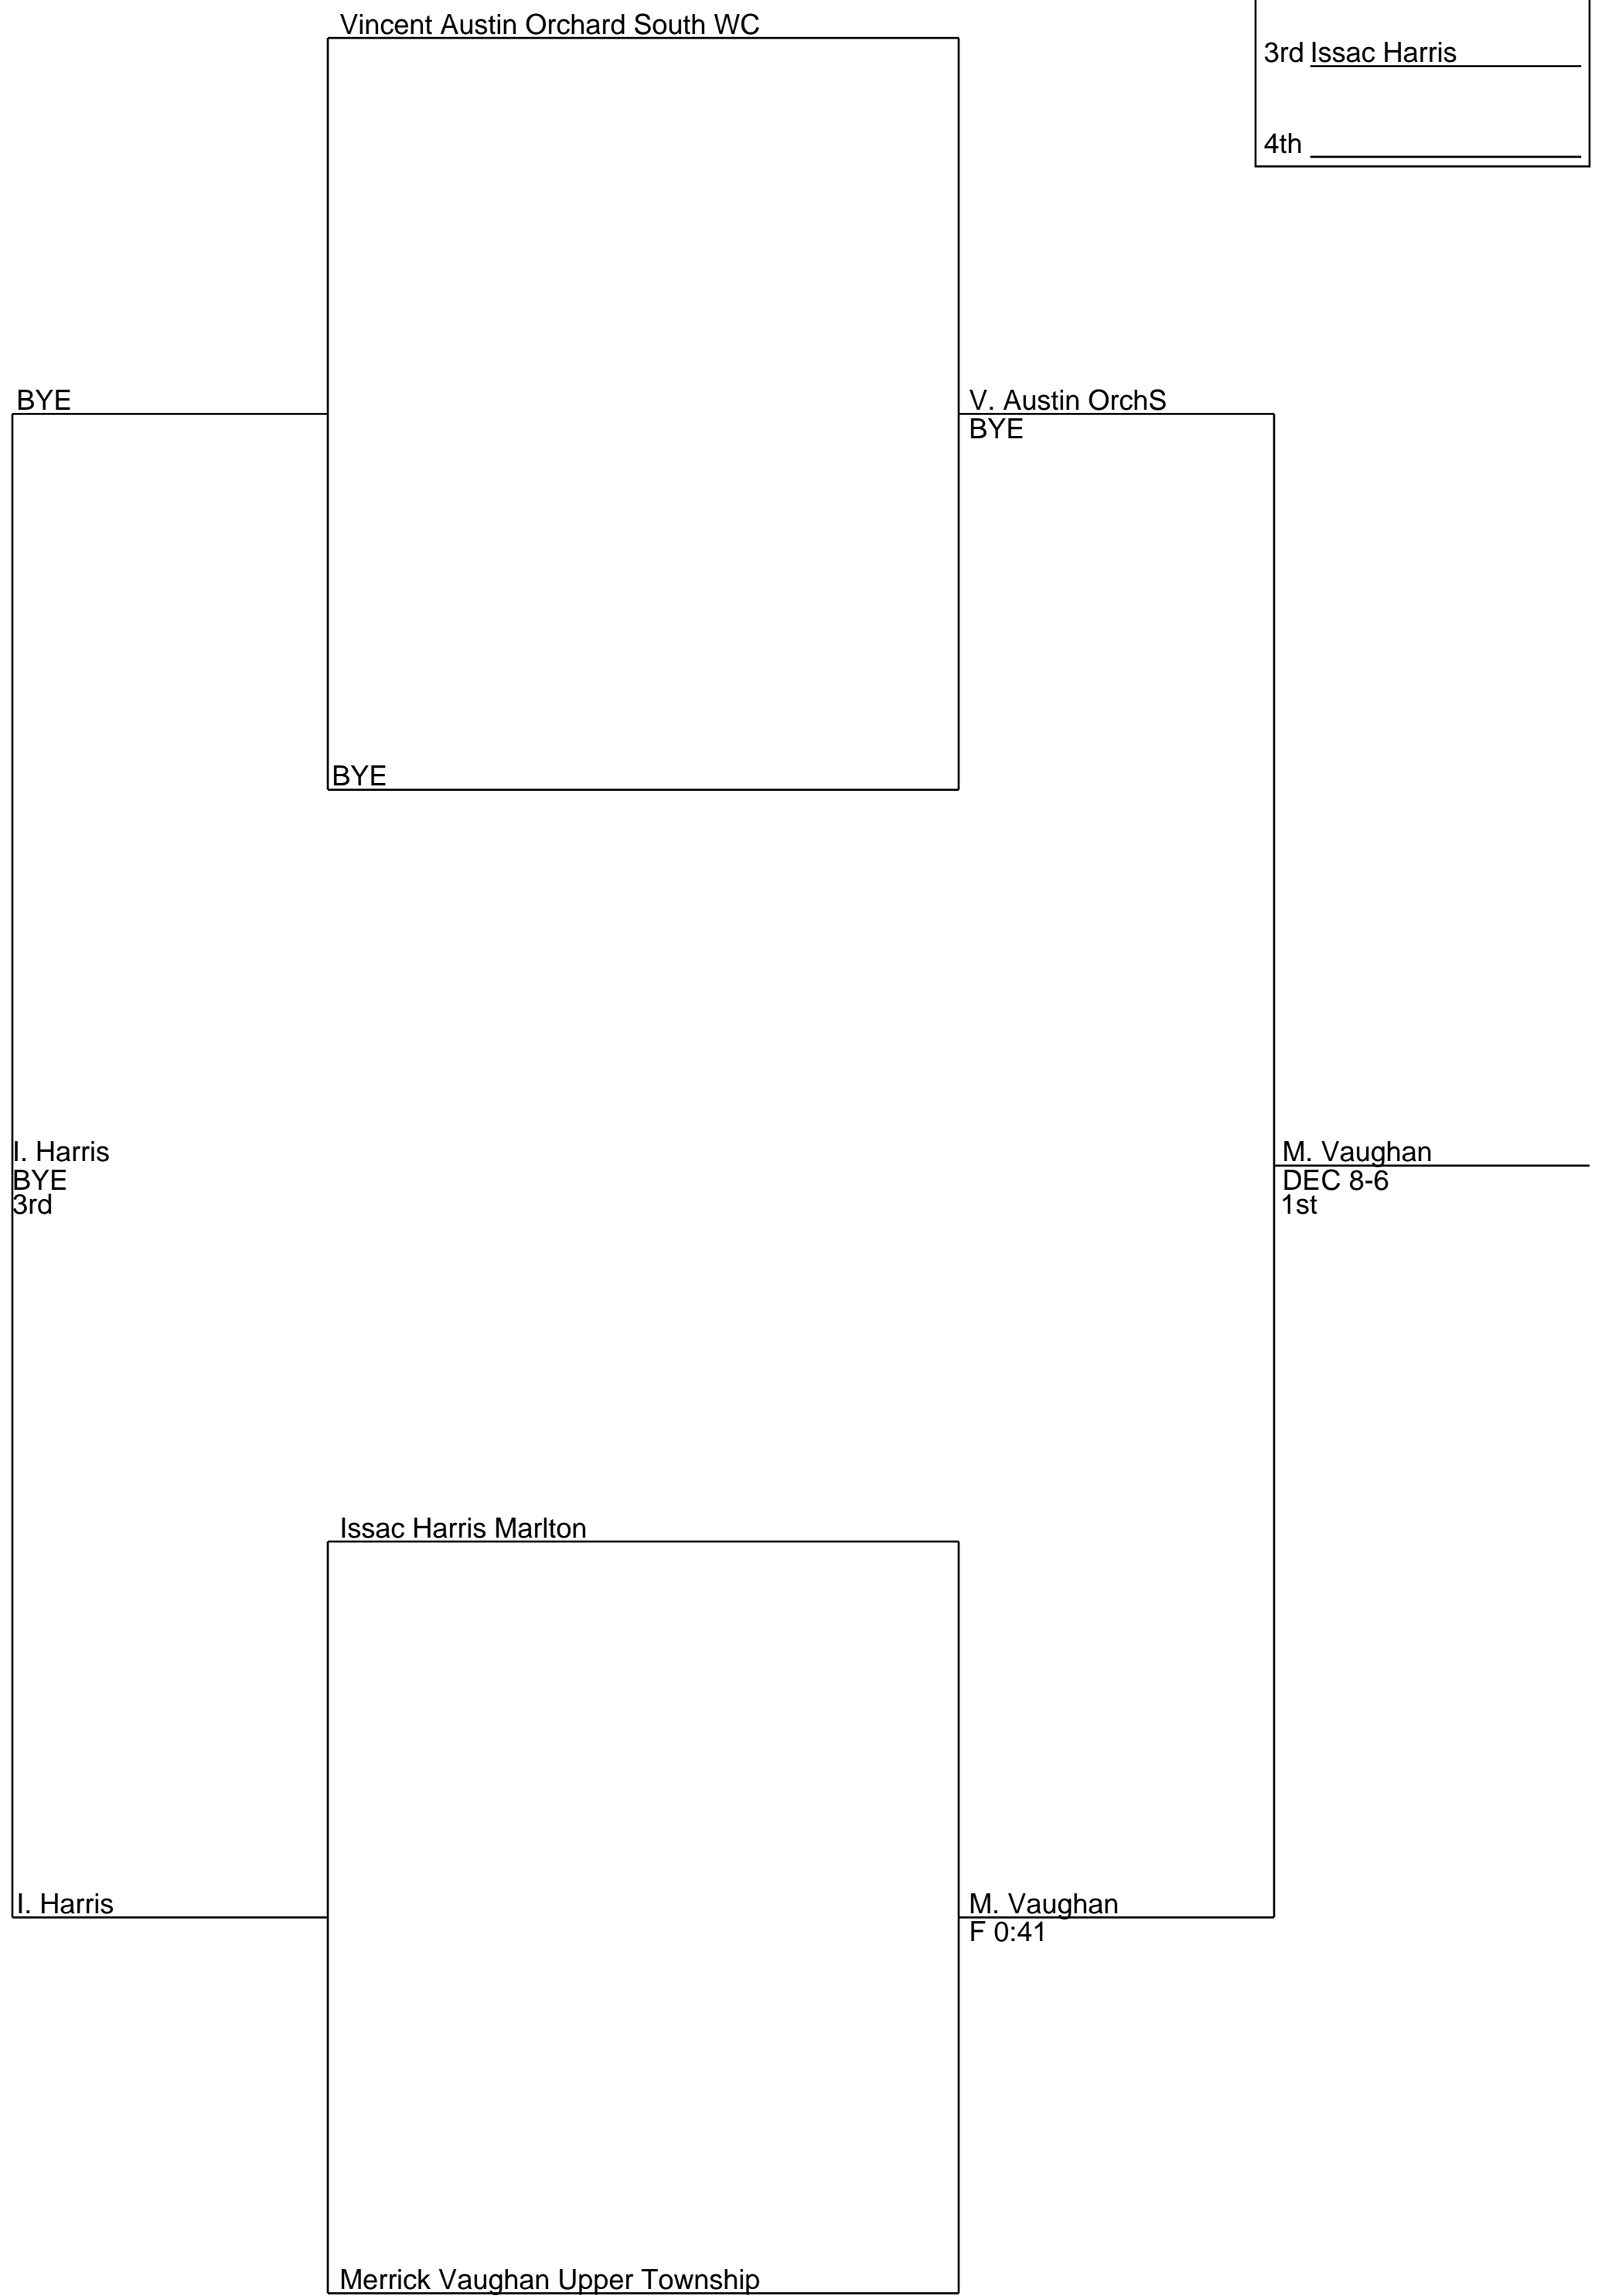 Vincent Austin Orchard South WC
3rd Issac Harris
4th
BYE
V. Austin OrchS
BYE
BYE
I. Harris
BYE
3rd
M. Vaughan
DEC 8-6
1st
Issac Harris Marlton
I. Harris
M. Vaughan
F 0:41
Merrick Vaughan Upper Township